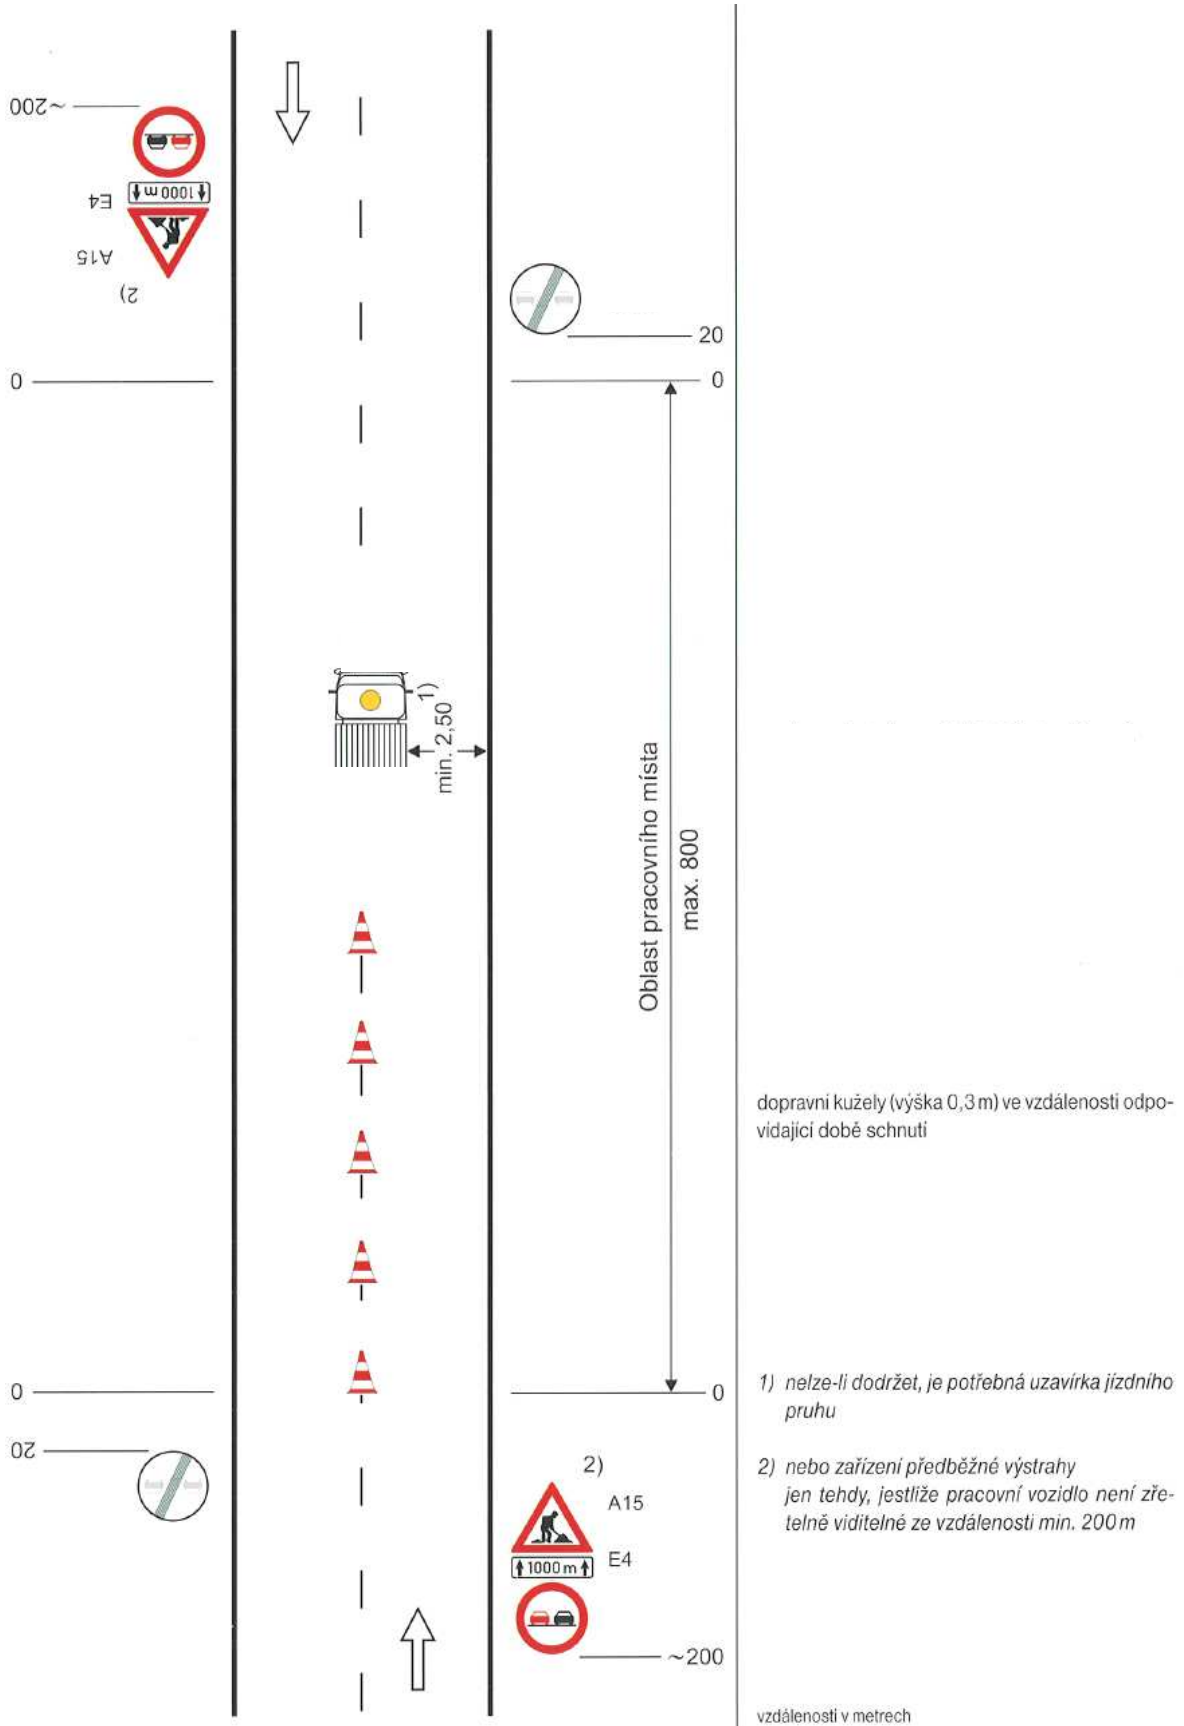 ~200
1000 m
E4
A15
2)
20
0
0
1)
min. 2,50
Oblast pracovního místa
max. 800
dopravní kužely (výška 0,3 m) ve vzdálenosti odpo-
vídající době schnutí
0
0
20
1) nelze-li dodržet, je potřebná uzavírka jízdního
pruhu
2) nebo zařízení předběžné výstrahy
jen tehdy, jestliže pracovní vozidlo není zře-
telně viditelné ze vzdálenosti min. 200 m
2)
A15
E4
1000 m
~200
vzdálenosti v metrech